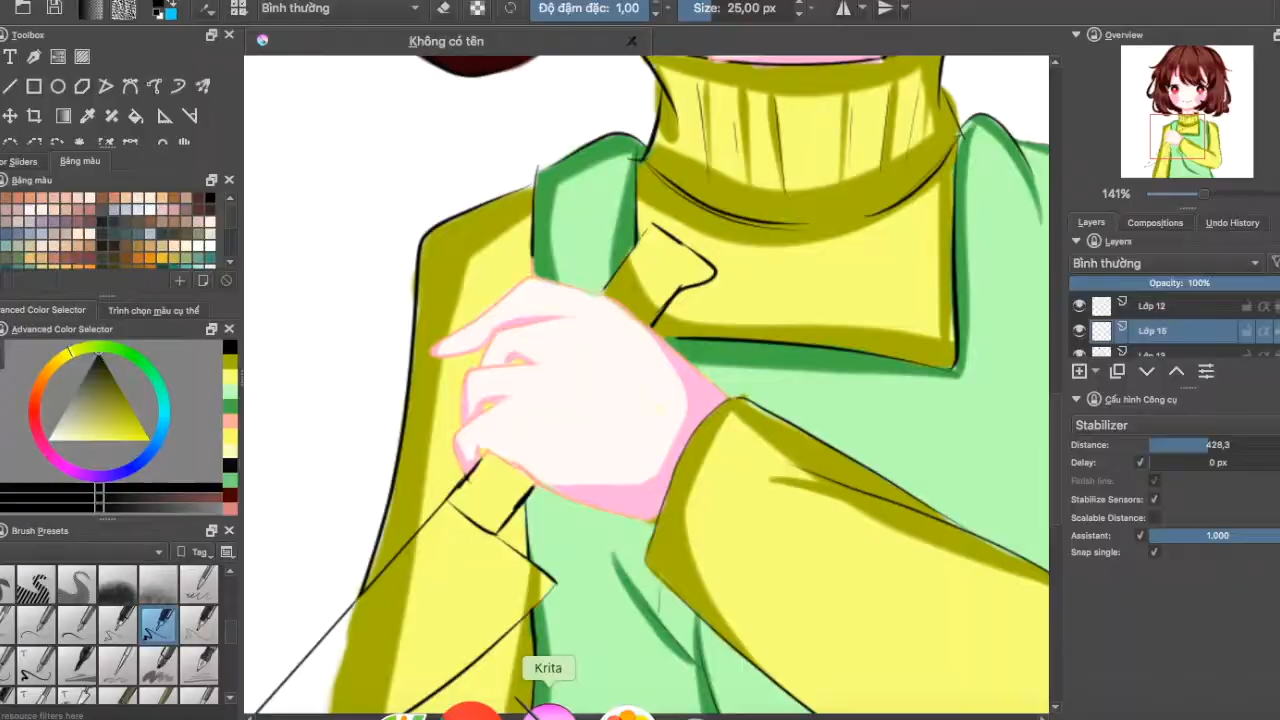 Bình thường
Độ đậm đặc: 1,00
Size: 25,00 px
Toolbox
Không có tên
Overview
or Sliders
Bảng màu
Bảng màu
141%
Layers
Compositions
Undo History
Layers
Bình thường
Opacity: 100%
Lớp 12
Lớp 15
anced Color Selector
Trình chọn mầu cụ thể
Advanced Color Selector
Cấu hình Công cụ
Stabilizer
Distance:
428,3
Delay:
0 px
Finish line:
Stabilize Sensors:
Scalable Distance:
Assistant:
1.000
Snap single:
Brush Presets
Tag
Krita
resource filters here